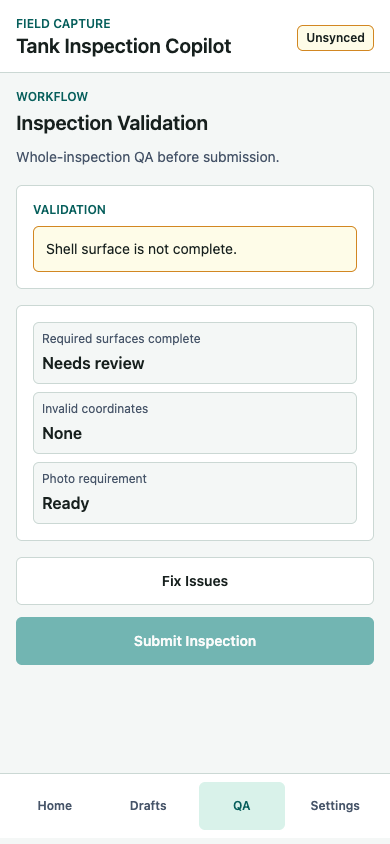 FIELD CAPTURE
Tank Inspection Copilot
Unsynced
WORKFLOW
Inspection Validation
Whole-inspection QA before submission.
VALIDATION
Shell surface is not complete.
Required surfaces complete
Needs review
Invalid coordinates
None
Photo requirement
Ready
Fix Issues
Submit Inspection
Home
Drafts
QA
Settings